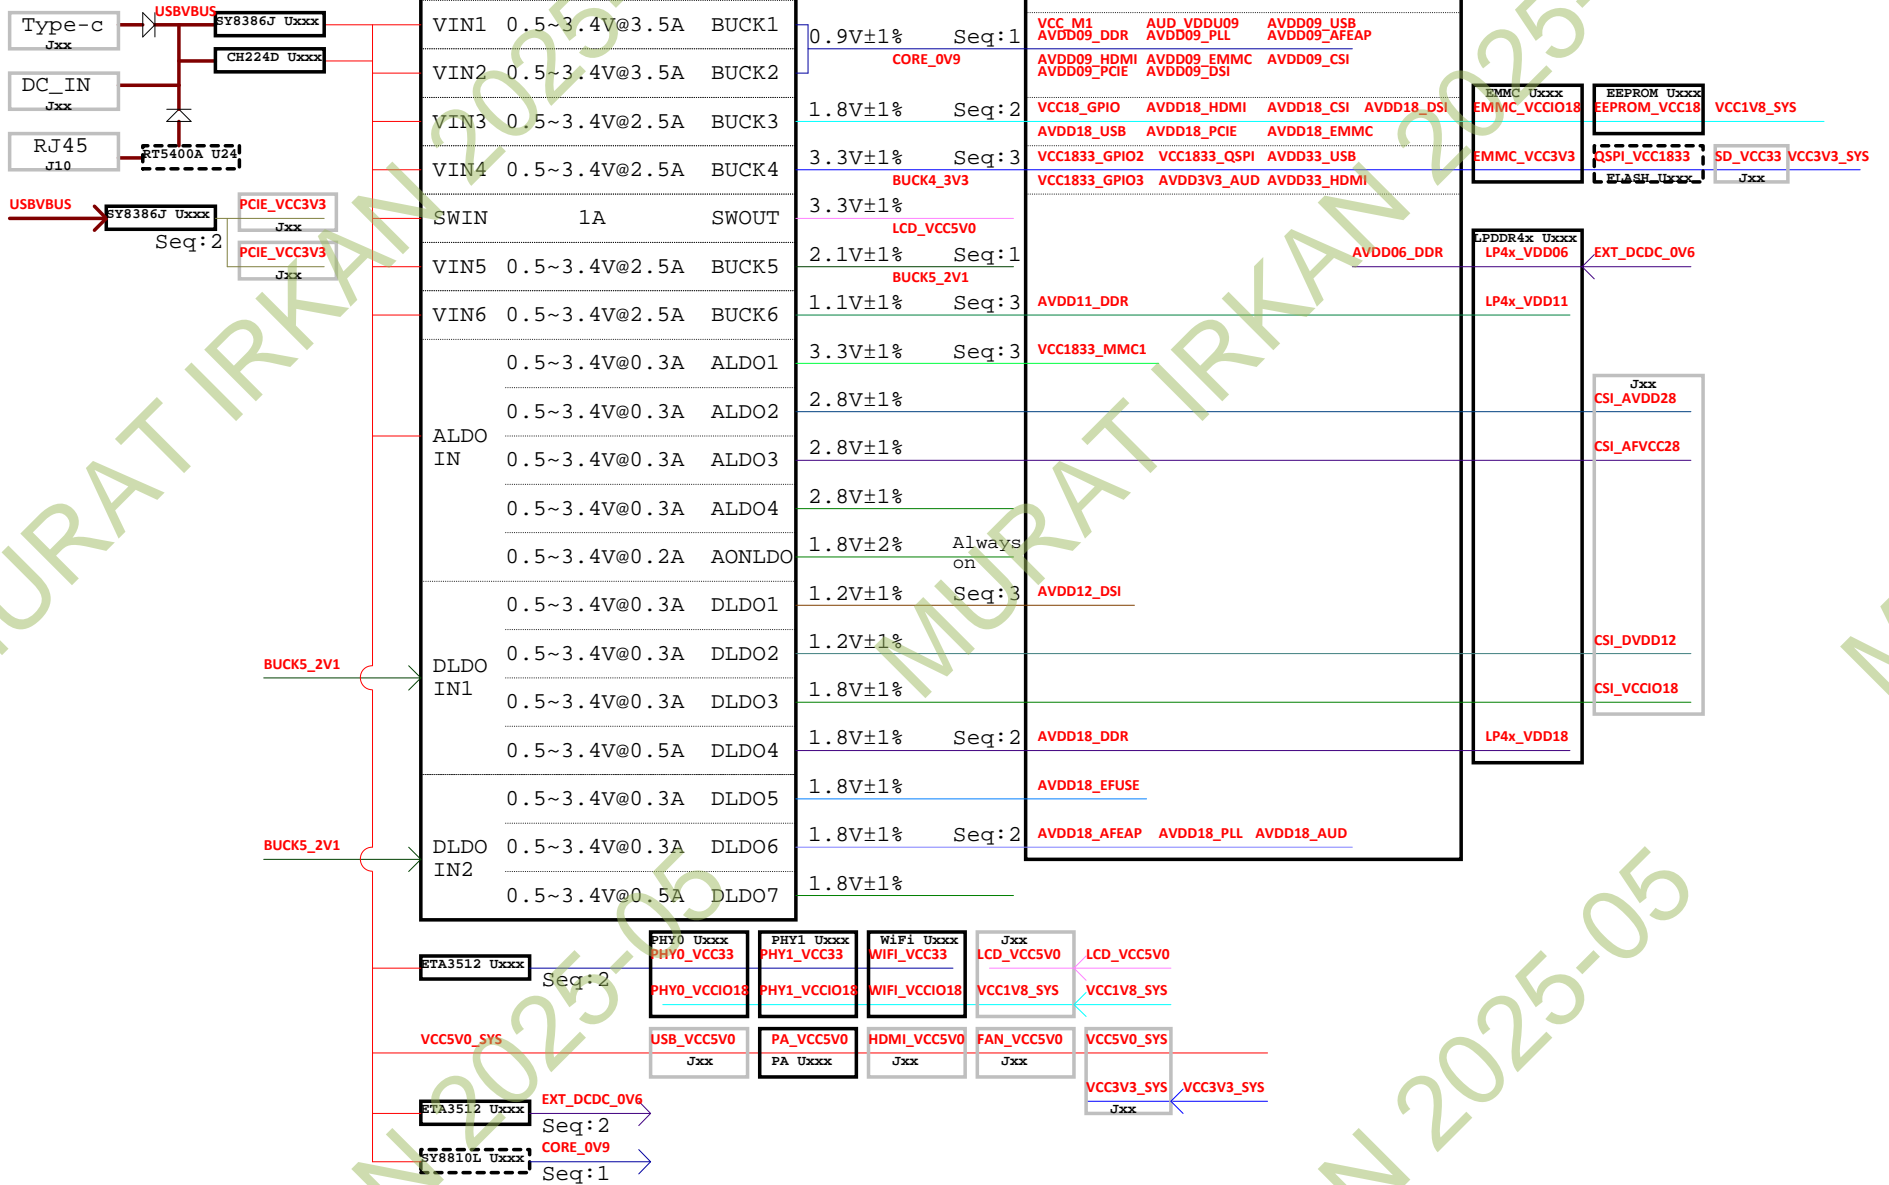 Type-c
Jxx
USBVBUS
SY8386J Uxxx
CH224D Uxxx
DC_IN
Jxx
RJ45
J10
RT5400A U24
USBVBUS
SY8386J Uxxx
Seq:2
PCIE_VCC3V3
Jxx
PCIE_VCC3V3
Jxx
VIN1 0.5~3.4V@3.5A BUCK1
VIN2 0.5~3.4V@3.5A BUCK2
0.9V±1% Seq:1
CORE_0V9
VCC_M1 AUD_VDDU09 AVDD09_USB
AVDD09_DDR AVDD09_PLL AVDD09_AFEAP
AVDD09_HDMI AVDD09_EMMC AVDD09_CSI
AVDD09_PCIE AVDD09_DSI
VIN3 0.5~3.4V@2.5A BUCK3
1.8V±1% Seq:2
VCC18_GPIO AVDD18_HDMI AVDD18_CSI AVDD18_DSI
AVDD18_USB AVDD18_PCIE AVDD18_EMMC
EMMC Uxxx
EMMC_VCCIO18
EEPROM Uxxx
EEPROM_VCC18
VCC1V8_SYS
VIN4 0.5~3.4V@2.5A BUCK4
3.3V±1% Seq:3
BUCK4_3V3
VCC1833_GPIO2 VCC1833_QSPI AVDD33_USB
VCC1833_GPIO3 AVDD3V3_AUD AVDD33_HDMI
EMMC_VCC3V3
QSPI_VCC1833
FLASH Uxxx
SD_VCC33
Jxx
VCC3V3_SYS
SWIN 1A SWOUT
3.3V±1%
LCD_VCC5V0
VIN5 0.5~3.4V@2.5A BUCK5
2.1V±1% Seq:1
BUCK5_2V1
LPDDR4x Uxxx
AVDD06_DDR LP4x_VDD06 EXT_DCDC_0V6
VIN6 0.5~3.4V@2.5A BUCK6
1.1V±1% Seq:3 AVDD11_DDR LP4x_VDD11
0.5~3.4V@0.3A ALDO1
3.3V±1% Seq:3 VCC1833_MMC1
ALDO
IN
0.5~3.4V@0.3A ALDO2
2.8V±1%
Jxx
CSI_AVDD28
0.5~3.4V@0.3A ALDO3
2.8V±1% CSI_AFVCC28
0.5~3.4V@0.3A ALDO4
2.8V±1%
0.5~3.4V@0.2A AONLDO
1.8V±2% Always
on
0.5~3.4V@0.3A DLDO1
1.2V±1% Seq:3 AVDD12_DSI
BUCK5_2V1
DLDO
IN1
0.5~3.4V@0.3A DLDO2
1.2V±1% CSI_DVDD12
0.5~3.4V@0.3A DLDO3
1.8V±1% CSI_VCCIO18
0.5~3.4V@0.5A DLDO4
1.8V±1% Seq:2 AVDD18_DDR LP4x_VDD18
0.5~3.4V@0.3A DLDO5
1.8V±1% AVDD18_EFUSE
BUCK5_2V1
DLDO
IN2
0.5~3.4V@0.3A DLDO6
1.8V±1% Seq:2 AVDD18_AFEAP AVDD18_PLL AVDD18_AUD
0.5~3.4V@0.5A DLDO7
1.8V±1%
ETA3512 Uxxx
Seq:2
PHY0 Uxxx
PHY0_VCC33
PHY0_VCCIO18
PHY1 Uxxx
PHY1_VCC33
PHY1_VCCIO18
WiFi Uxxx
WIFI_VCC33
WIFI_VCCIO18
Jxx
LCD_VCC5V0
VCC1V8_SYS
LCD_VCC5V0
VCC1V8_SYS
VCC5V0_SYS
USB_VCC5V0
Jxx
PA_VCC5V0
PA Uxxx
HDMI_VCC5V0
Jxx
FAN_VCC5V0
Jxx
VCC5V0_SYS
VCC3V3_SYS
Jxx
VCC3V3_SYS
ETA3512 Uxxx
EXT_DCDC_0V6
Seq:2
SY8810L Uxxx
CORE_0V9
Seq:1
MURAT IRKAN 2025-
MURAT IRKAN 2025-05
N 2025-05
N 2025-05
M